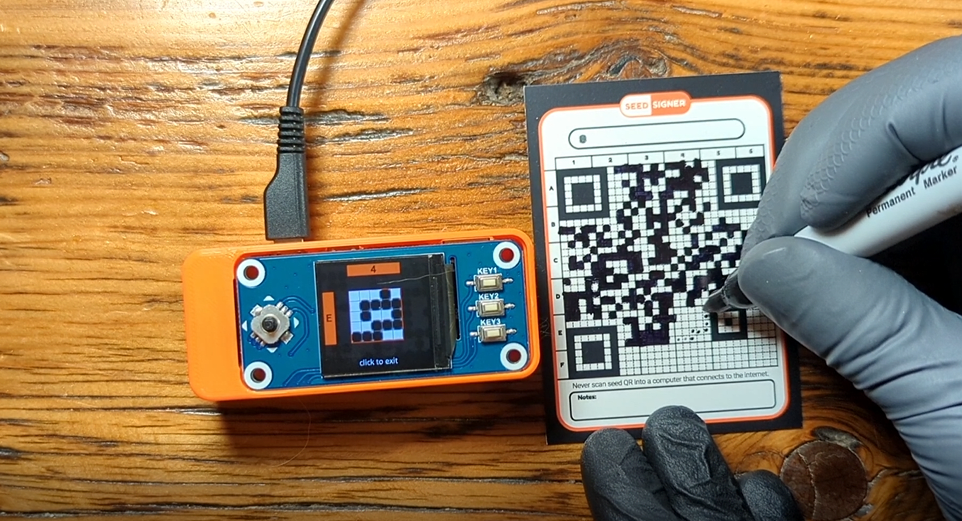 SEED SIGNER
1 2 3 4 5 6
A
B
C
D
E
F
4
E
click to exit
KEY1
KEY2
KEY3
Permanent Marker
Never scan seed QR into a computer that connects to the internet.
Notes: